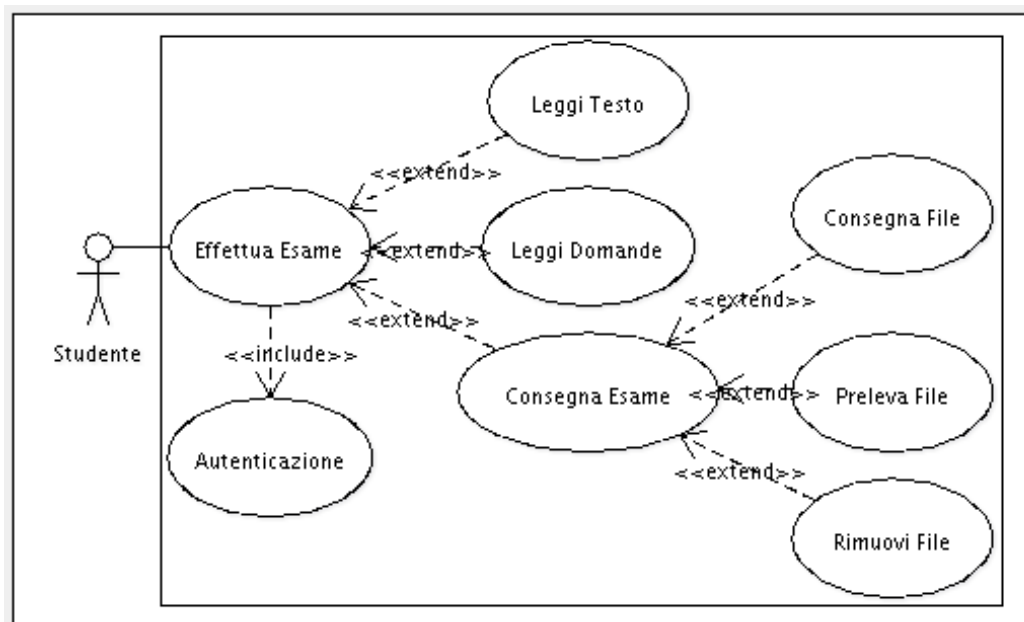 Leggi Testo
<<extend>>
Consegna File
Effettua Esame
<<extend>>
Leggi Domande
<<extend>>
<<extend>>
Studente
<<include>>
Consegna Esame
<<extend>>
Preleva File
Autenticazione
<<extend>>
Rimuovi File